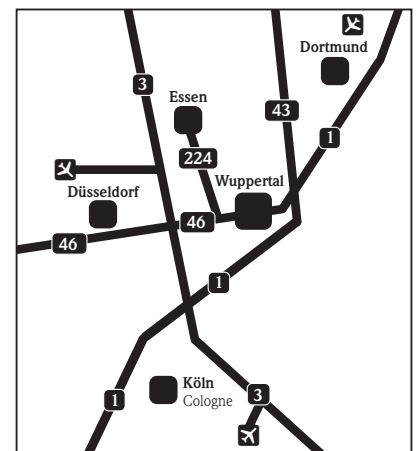 Dortmund
3
Essen
43
1
224
Wuppertal
Düsseldorf
46
46
1
Köln
Cologne
3
1